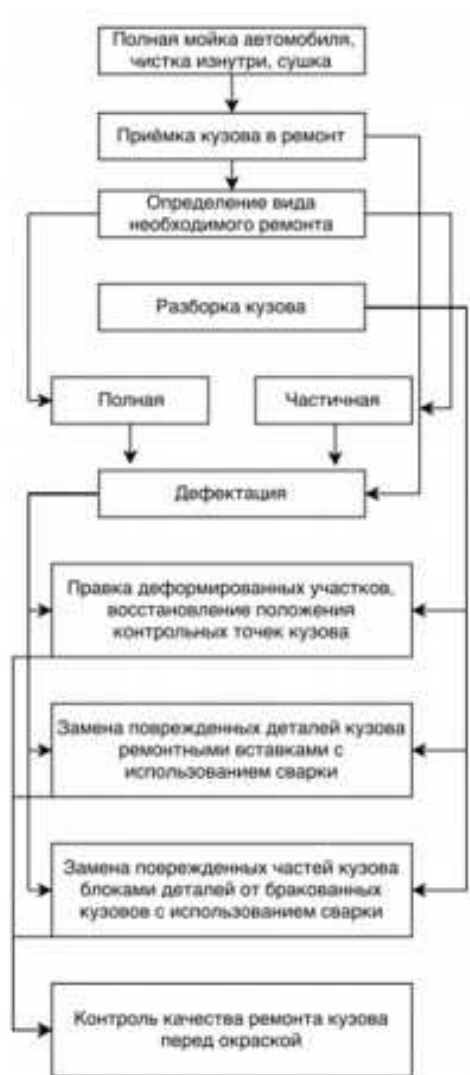 Полная мойка автомобиля,
чистка изнутри, сушка
Приёмка кузова в ремонт
Определение вида
необходимого ремонта
Разборка кузова
Полная
Частичная
Дефектация
Правка деформированных участков,
восстановление положения
контрольных точек кузова
Замена поврежденных деталей кузова
ремонтными вставками с
использованием сварки
Замена поврежденных частей кузова
блоками деталей от бракованных
кузовов с использованием сварки
Контроль качества ремонта кузова
перед окраской